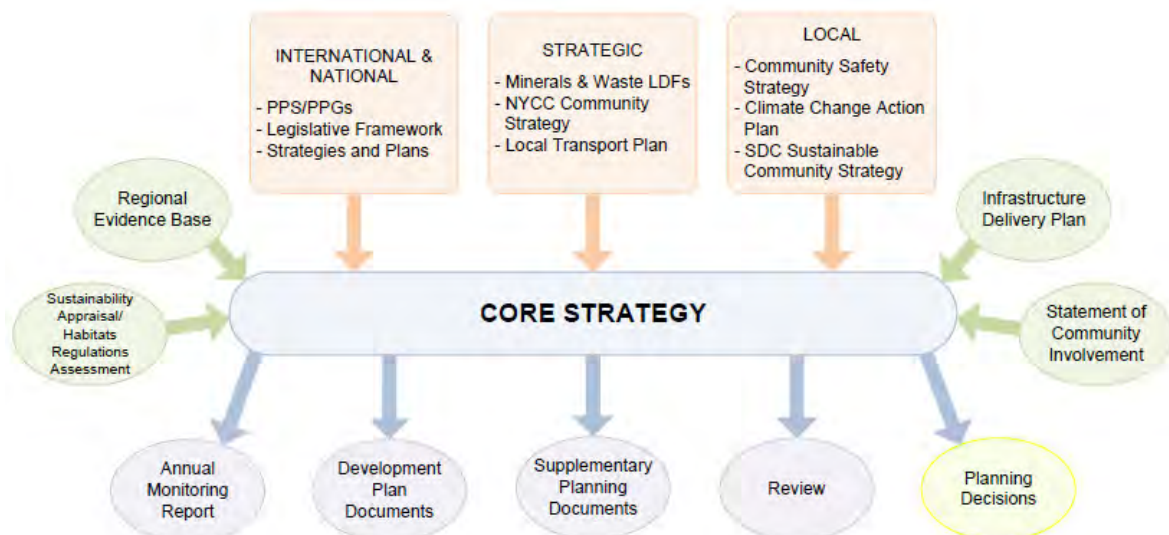 INTERNATIONAL &
NATIONAL
- PPS/PPGs
- Legislative Framework
- Strategies and Plans
STRATEGIC
- Minerals & Waste LDFs
- NYCC Community
Strategy
- Local Transport Plan
LOCAL
- Community Safety
Strategy
- Climate Change Action
Plan
- SDC Sustainable
Community Strategy
Regional
Evidence Base
Infrastructure
Delivery Plan
Sustainability
Appraisal/
Habitats
Regulations
Assessment
CORE STRATEGY
Statement of
Community
Involvement
Annual
Monitoring
Report
Development
Plan
Documents
Supplementary
Planning
Documents
Review
Planning
Decisions